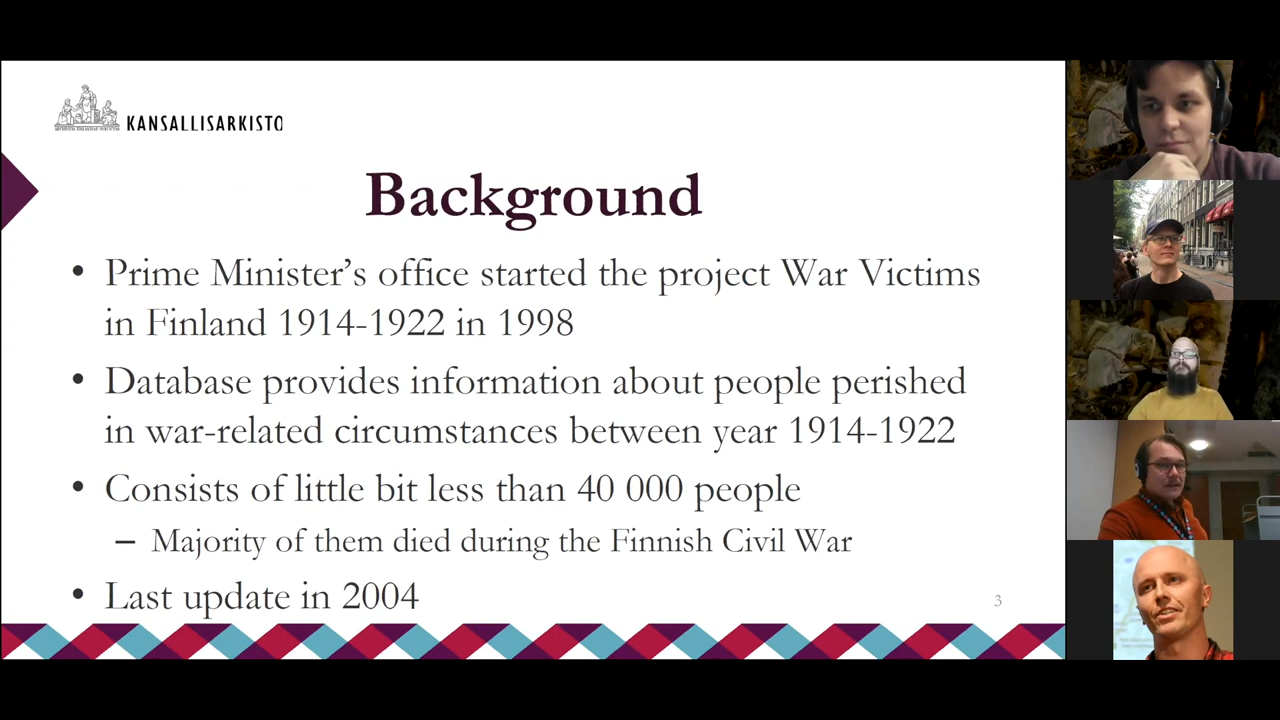 KANSALLISARKISTO
Background
• Prime Minister's office started the project War Victims
in Finland 1914-1922 in 1998
• Database provides information about people perished
in war-related circumstances between year 1914-1922
• Consists of little bit less than 40 000 people
– Majority of them died during the Finnish Civil War
• Last update in 2004
3